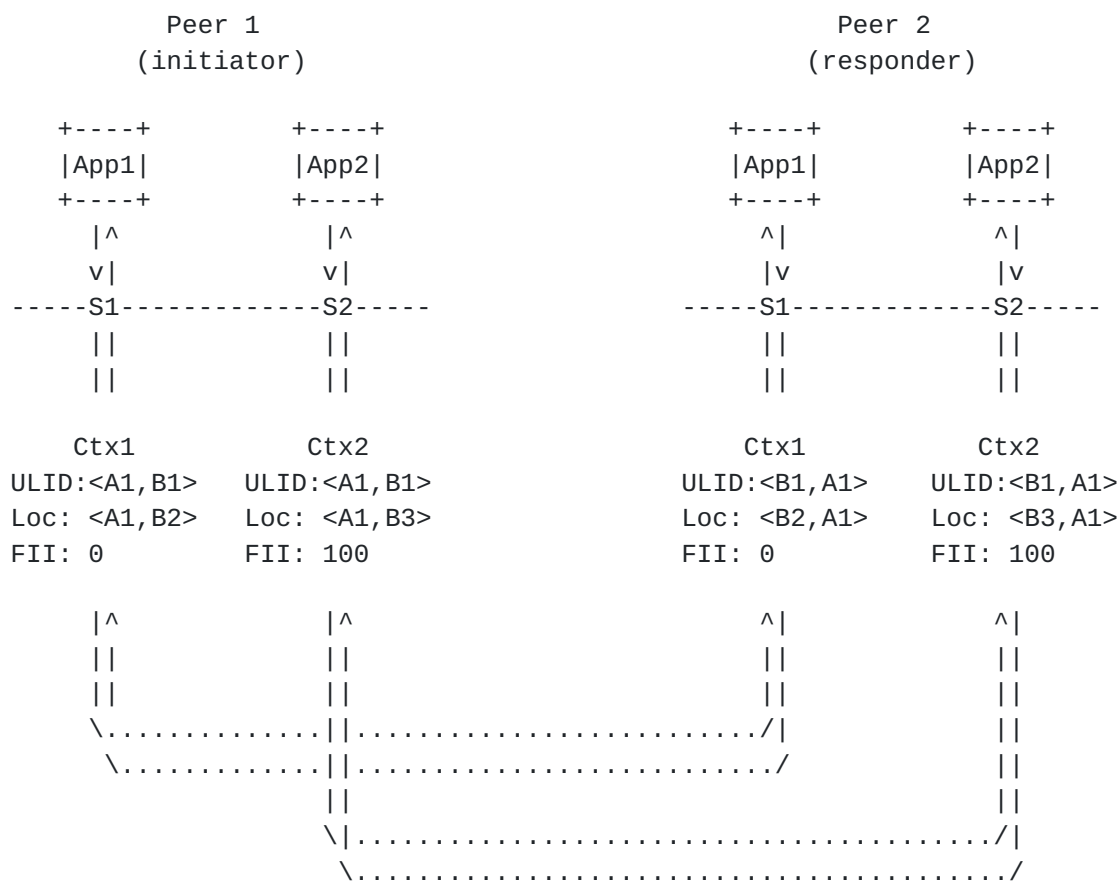 Peer 1 Peer 2
(initiator) (responder)
+----+ +----+ +----+ +----+
|App1| |App2| |App1| |App2|
+----+ +----+ +----+ +----+
|^ |^ ^| ^|
v| v| |v |v
-----S1-------------S2----- -----S1-------------S2-----
|| || || ||
|| || || ||
Ctx1 Ctx2 Ctx1 Ctx2
ULID:<A1,B1> ULID:<A1,B1> ULID:<B1,A1> ULID:<B1,A1>
Loc: <A1,B2> Loc: <A1,B3> Loc: <B2,A1> Loc: <B3,A1>
FII: 0 FII: 100 FII: 0 FII: 100
|^ |^ ^| ^|
|| || || ||
|| || || ||
\..............||........................../| ||
\.............||.........................../ ||
|| ||
\|........................................./|
\........................................../